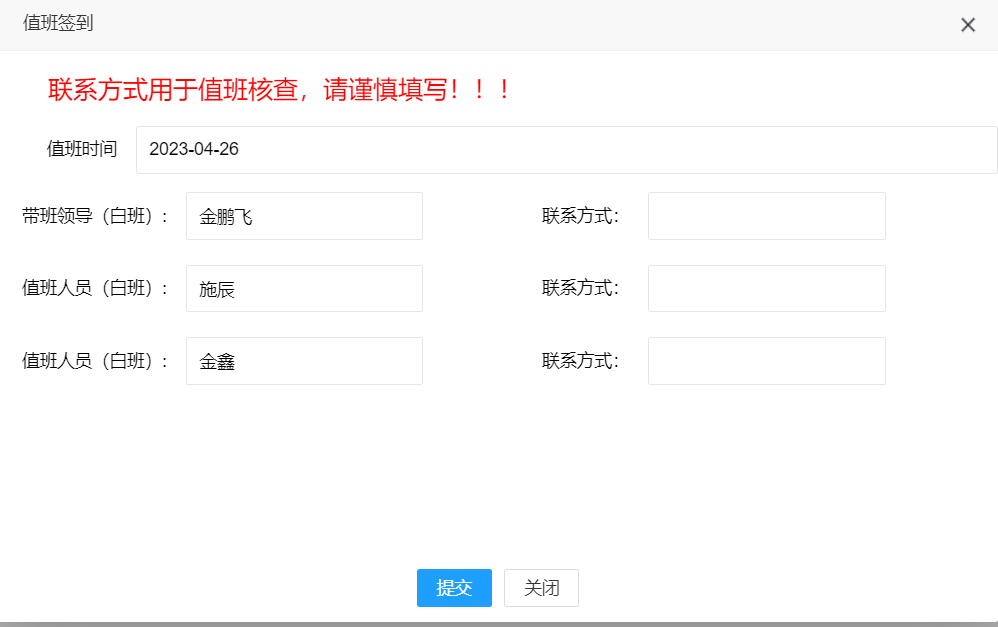 值班签到
联系方式用于值班核查，请谨慎填写！！！
值班时间 2023-04-26
带班领导（白班）： 金鹏飞 联系方式：
值班人员（白班）： 施辰 联系方式：
值班人员（白班）： 金鑫 联系方式：
提交 关闭